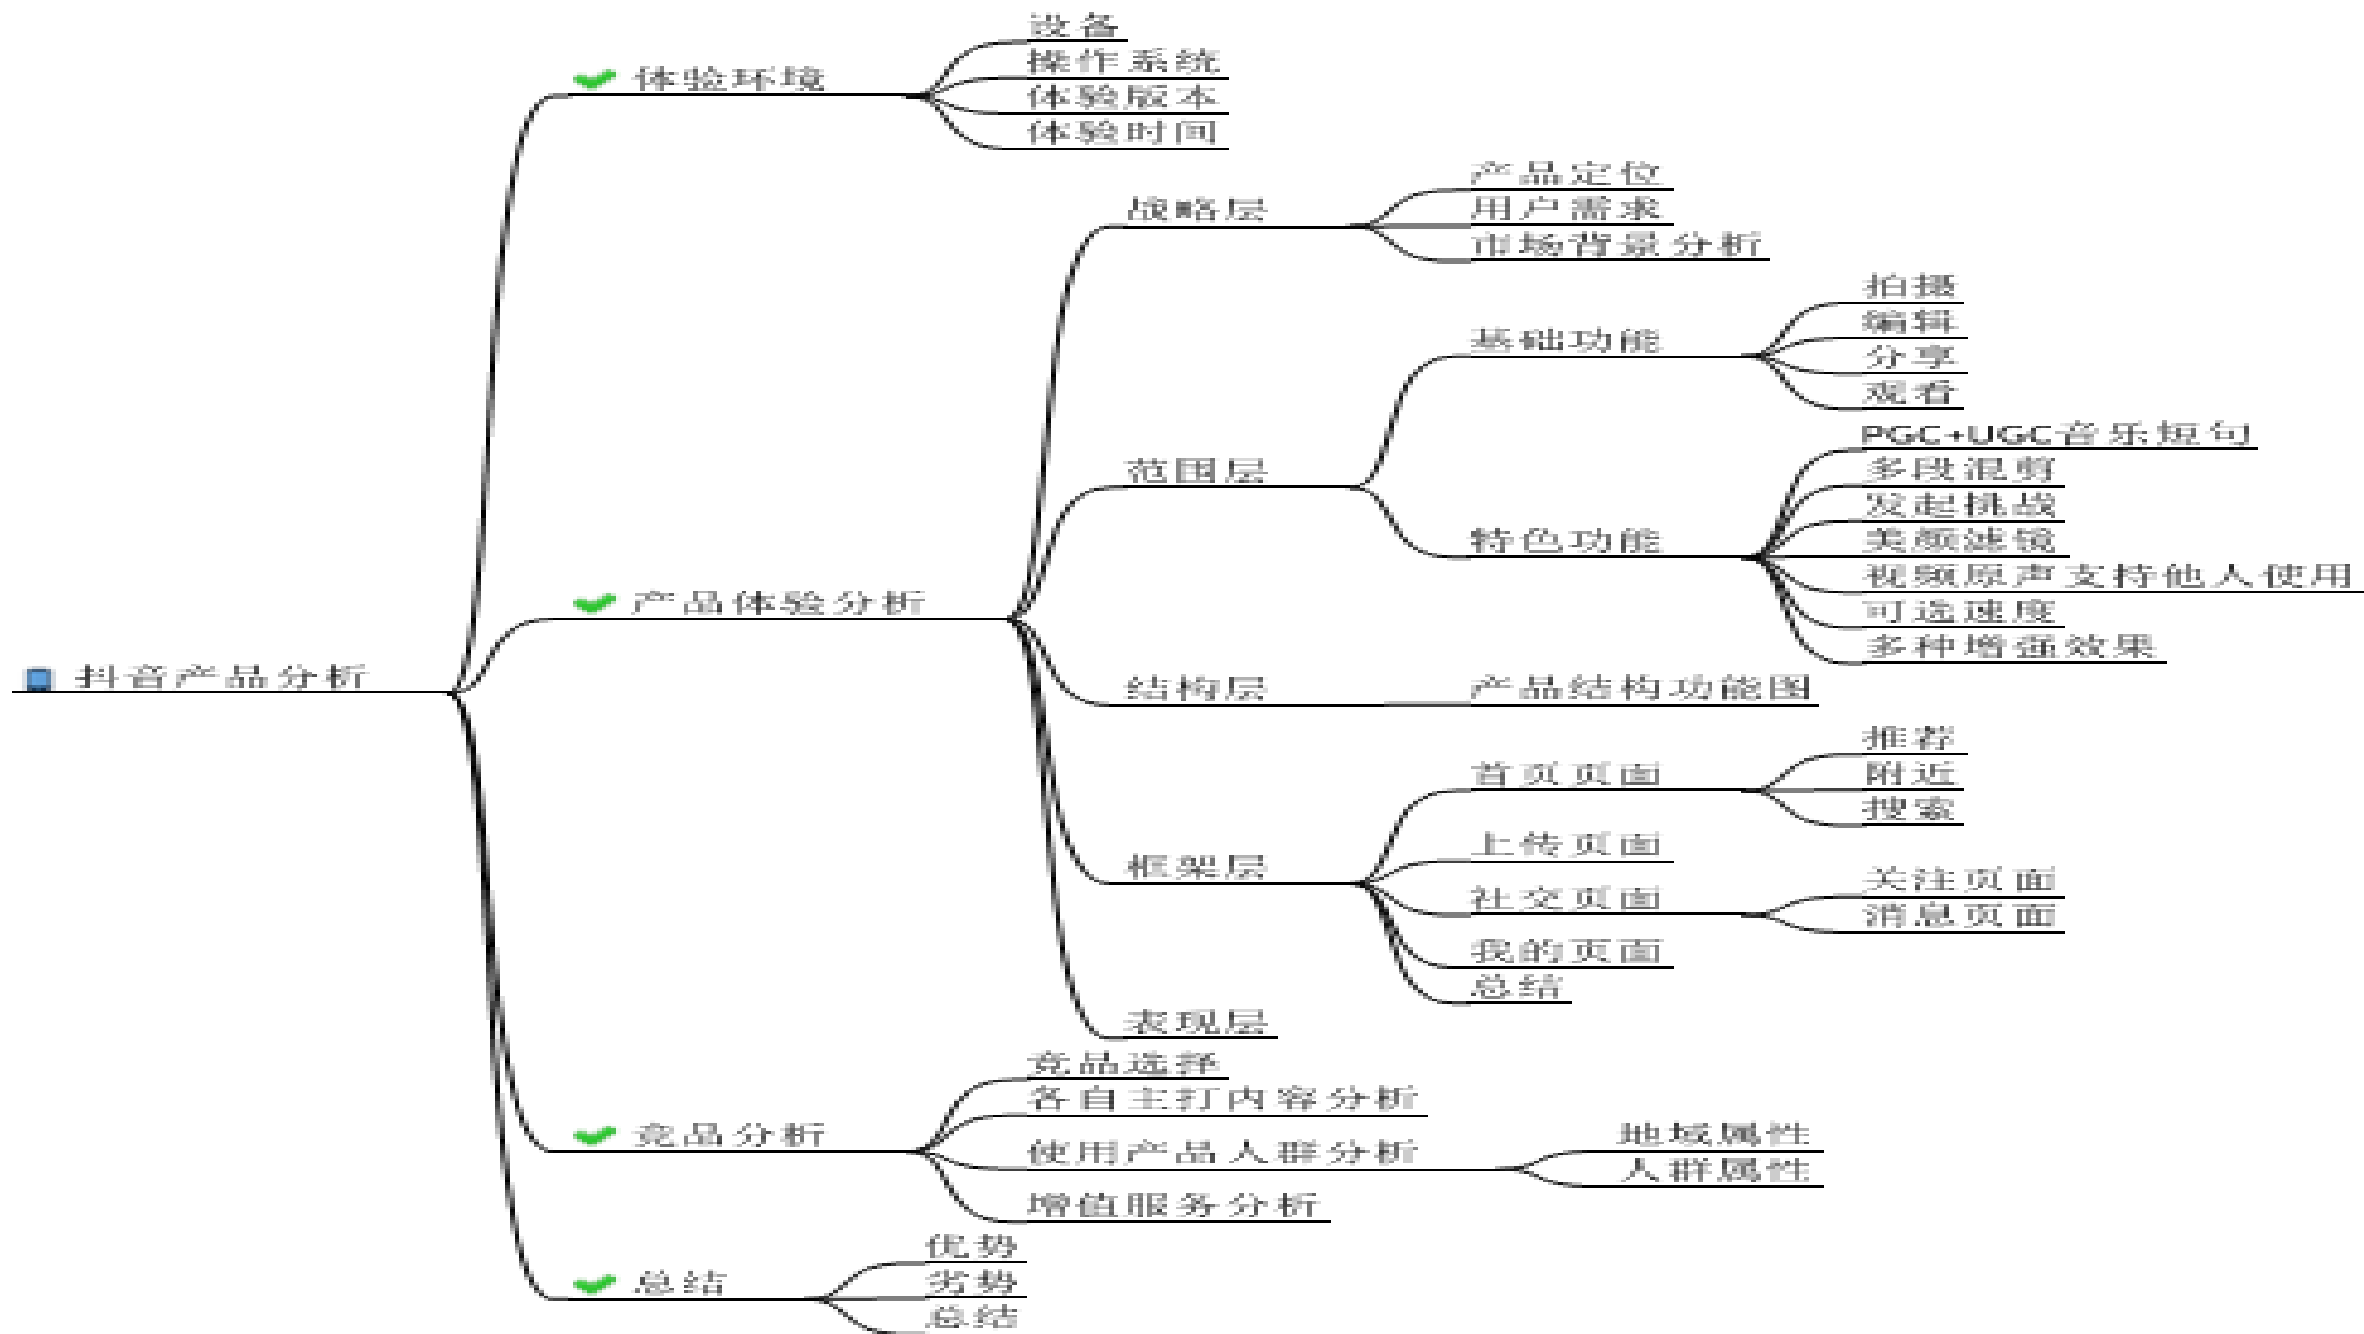 抖音产品分析
体验环境
设备
操作系统
体验版本
体验时间
产品体验分析
战略层
产品定位
用户需求
市场背景分析
范围层
基础功能
拍摄
编辑
分享
观看
特色功能
PGC+UGC音乐短句
多段混剪
发起挑战
美颜滤镜
视频原声支持他人使用
可选速度
多种增强效果
结构层
产品结构功能图
框架层
首页页面
推荐
附近
搜索
上传页面
社交页面
关注页面
消息页面
我的页面
总结
表现层
竞品分析
竞品选择
各自主打内容分析
使用产品人群分析
地域属性
人群属性
增值服务分析
总结
优势
劣势
总结